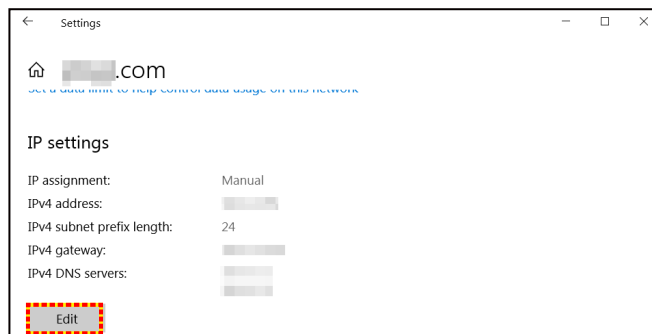 Settings
.com
Set a data limit to help control data usage on this network
IP settings
IP assignment: Manual
IPv4 address:
IPv4 subnet prefix length: 24
IPv4 gateway:
IPv4 DNS servers:
Edit